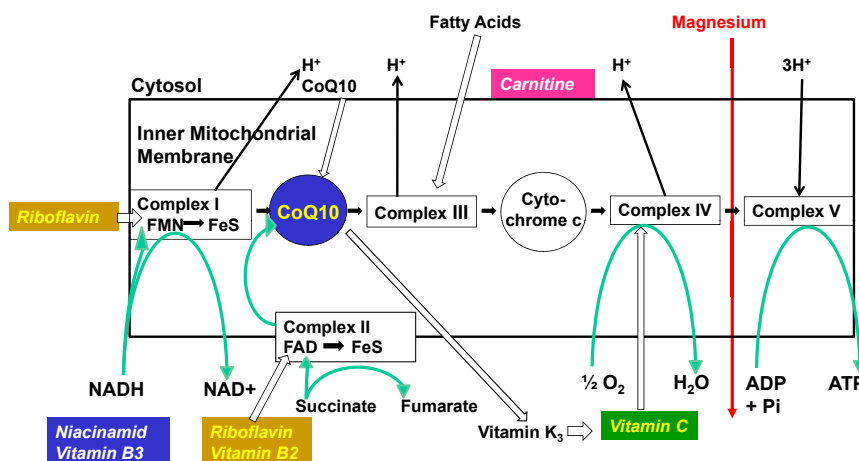 Fatty Acids
Magnesium
H⁺
H⁺
H⁺
3H⁺
Cytosol
CoQ10
Carnitine
Inner Mitochondrial
Membrane
Riboflavin
Complex I
FMN FeS
CoQ10
Complex III
Cyto-
chrome c
Complex IV
Complex V
Complex II
FAD FeS
NADH
NAD+
Succinate
Fumarate
½ O₂
H₂O
ADP
+ Pi
ATP
Niacinamid
Vitamin B3
Riboflavin
Vitamin B2
Vitamin K₃
Vitamin C